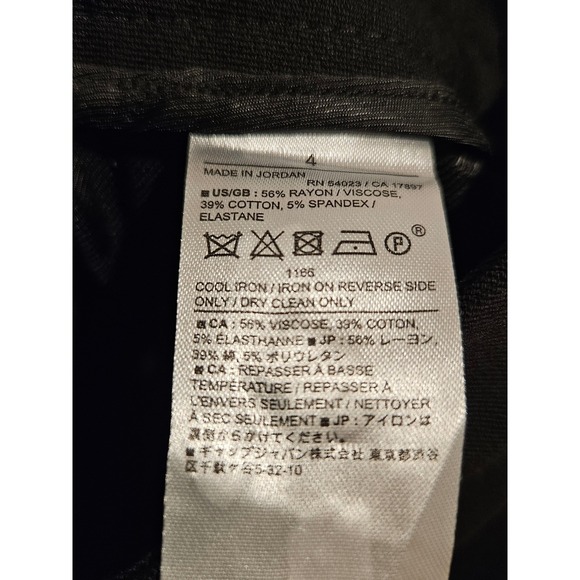 4
MADE IN JORDAN RN 54023 / CA 17897
US/GB : 56% RAYON / VISCOSE,
39% COTTON, 5% SPANDEX /
ELASTANE
P ®
1166
COOL IRON / IRON ON REVERSE SIDE
ONLY / DRY CLEAN ONLY
CA : 56% VISCOSE, 39% COTON,
5% ÉLASTHANNE ■ JP : 56% レーヨン,
39% 綿, 5% ポリウレタン
CA : REPASSER À BASSE
TEMPÉRATURE / REPASSER À
L'ENVERS SEULEMENT / NETTOYER
À SEC SEULEMENT ■ JP : アイロンは
裏側からかけてください。
■ ギャップジャパン株式会社 東京都渋谷
区千駄ヶ谷5-32-10